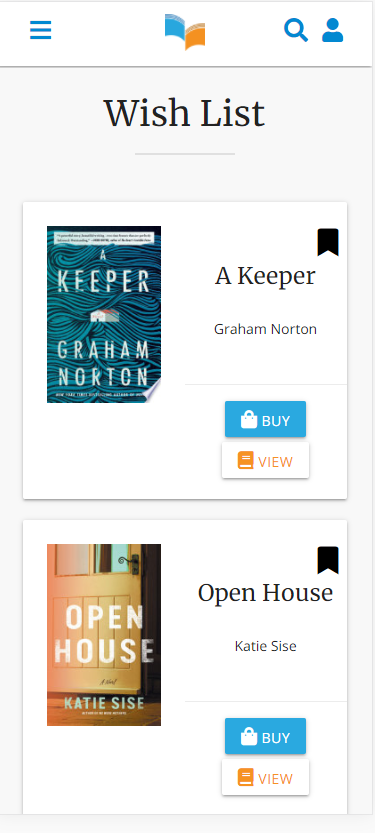 Wish List
A
KEEPER
GRAHAM
NORTON
A Keeper
Graham Norton
BUY
VIEW
OPEN
HOUSE
A Novel
KATIE SISE
Open House
Katie Sise
BUY
VIEW